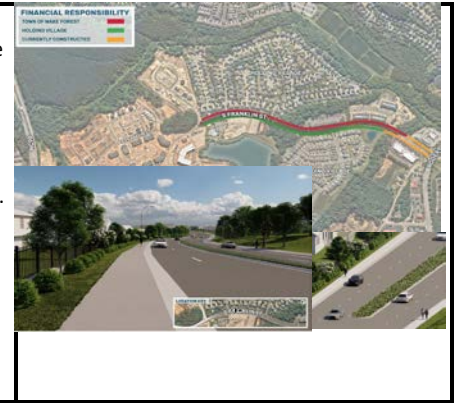 FINANCIAL RESPONSIBILITY
TOWN OF WAKE FOREST
HOLDING VILLAGE
CURRENTLY CONSTRUCTED
S FRANKLIN ST
e
.